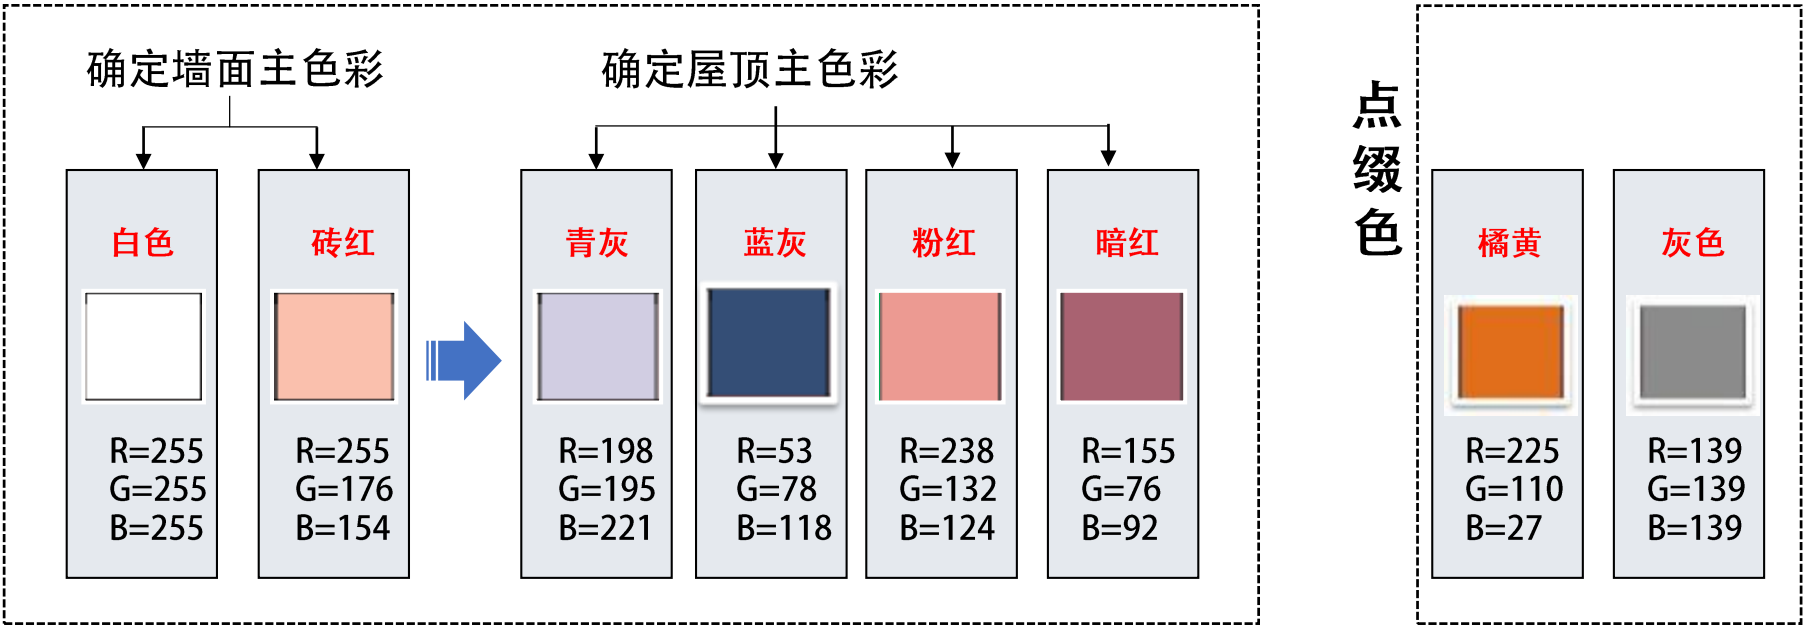 确定墙面主色彩
白色
R=255
G=255
B=255
砖红
R=255
G=176
B=154
确定屋顶主色彩
青灰
R=198
G=195
B=221
蓝灰
R=53
G=78
B=118
粉红
R=238
G=132
B=124
暗红
R=155
G=76
B=92
点缀色
橘黄
R=225
G=110
B=27
灰色
R=139
G=139
B=139